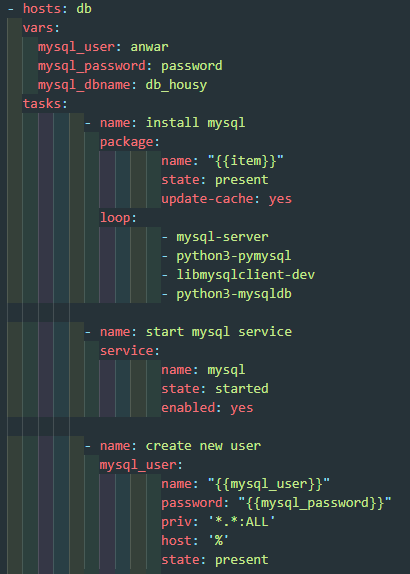 - hosts: db
vars:
mysql_user: anwar
mysql_password: password
mysql_dbname: db_housy
tasks:
- name: install mysql
package:
name: "{{item}}"
state: present
update-cache: yes
loop:
- mysql-server
- python3-pymysql
- libmysqlclient-dev
- python3-mysqldb
- name: start mysql service
service:
name: mysql
state: started
enabled: yes
- name: create new user
mysql_user:
name: "{{mysql_user}}"
password: "{{mysql_password}}"
priv: '*.*:ALL'
host: '%'
state: present